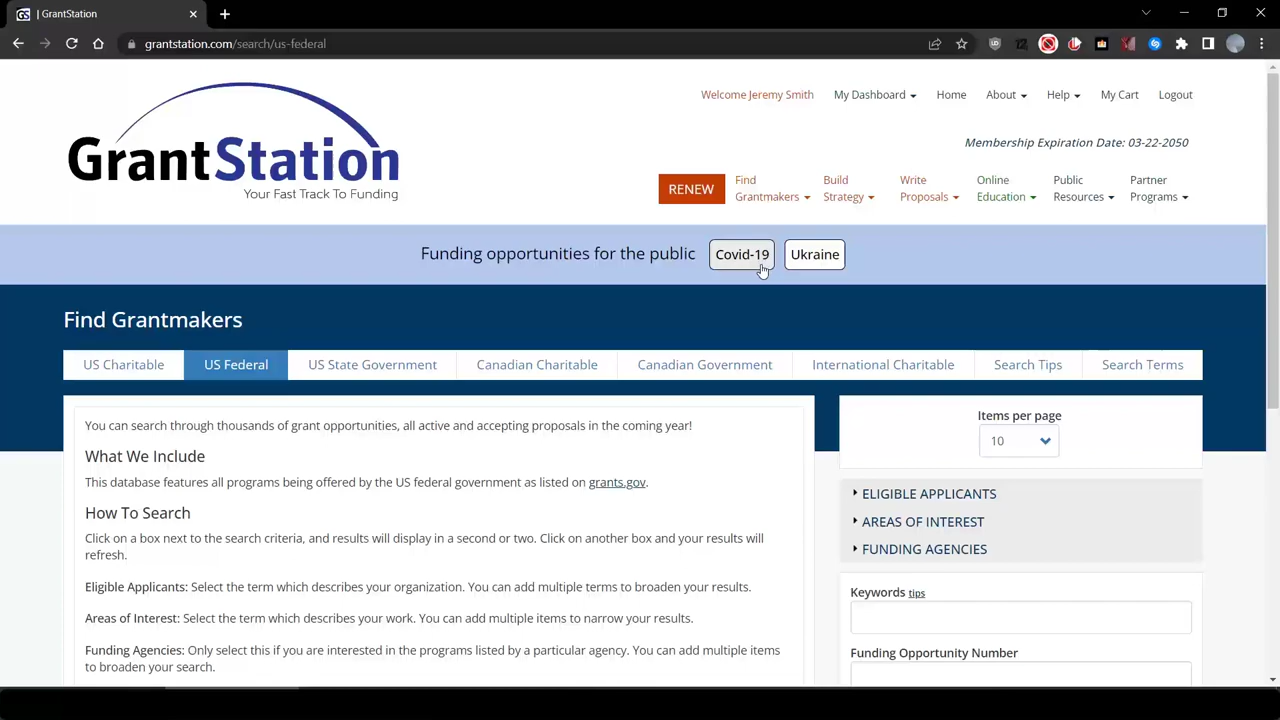 | GrantStation
grantstation.com/search/us-federal
GrantStation
Your Fast Track To Funding
Welcome Jeremy Smith
My Dashboard
Home
About
Help
My Cart
Logout
Membership Expiration Date: 03-22-2050
RENEW
Find Grantmakers
Build Strategy
Write Proposals
Online Education
Public Resources
Partner Programs
Funding opportunities for the public
Covid-19
Ukraine
Find Grantmakers
US Charitable
US Federal
US State Government
Canadian Charitable
Canadian Government
International Charitable
Search Tips
Search Terms
You can search through thousands of grant opportunities, all active and accepting proposals in the coming year!
What We Include
This database features all programs being offered by the US federal government as listed on grants.gov.
How To Search
Click on a box next to the search criteria, and results will display in a second or two. Click on another box and your results will
refresh.
Eligible Applicants: Select the term which describes your organization. You can add multiple terms to broaden your results.
Areas of Interest: Select the term which describes your work. You can add multiple items to narrow your results.
Funding Agencies: Only select this if you are interested in the programs listed by a particular agency. You can add multiple items
to broaden your search.
Items per page
10
ELIGIBLE APPLICANTS
AREAS OF INTEREST
FUNDING AGENCIES
Keywords tips
Funding Opportunity Number